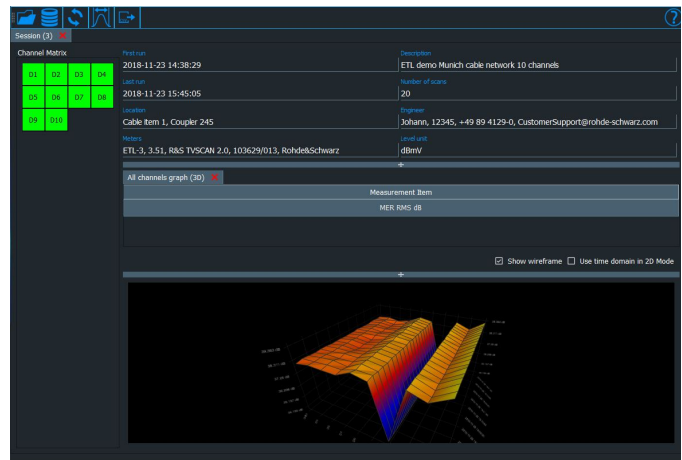 Session (3)
Channel Matrix
D1 D2 D3 D4
D5 D6 D7 D8
D9 D10
First run
2018-11-23 14:38:29
Description
ETL demo Munich cable network 10 channels
Last run
2018-11-23 15:45:05
Number of scans
20
Location
Cable item 1, Coupler 245
Engineer
Johann, 12345, +49 89 4129-0, CustomerSupport@rohde-schwarz.com
Meters
ETL-3, 3.51, R&S TVSCAN 2.0, 103629/013, Rohde&Schwarz
Level unit
dBmV
+
All channels graph (3D)
Measurement Item
MER RMS dB
Show wireframe
Use time domain in 2D Mode
+